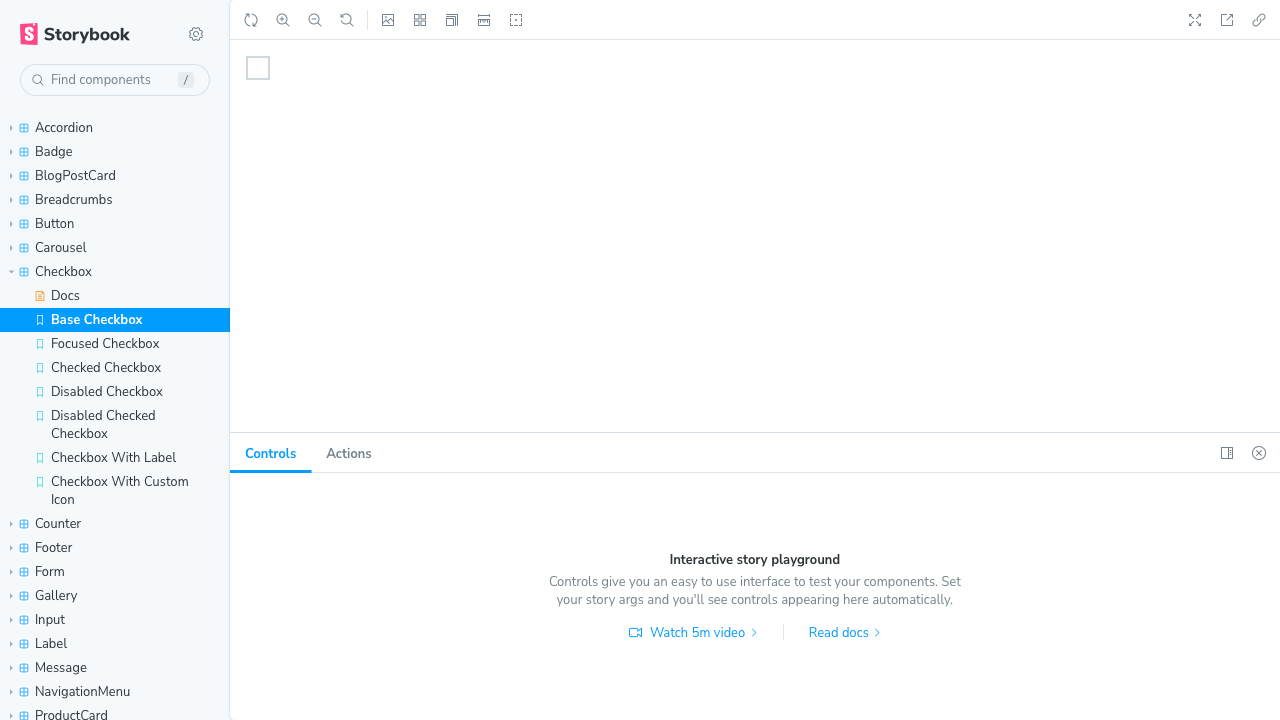 Storybook
Find components
/
Accordion
Badge
BlogPostCard
Breadcrumbs
Button
Carousel
Checkbox
Docs
Base Checkbox
Focused Checkbox
Checked Checkbox
Disabled Checkbox
Disabled Checked
Checkbox
Checkbox With Label
Checkbox With Custom
Icon
Counter
Footer
Form
Gallery
Input
Label
Message
NavigationMenu
ProductCard
Controls
Actions
Interactive story playground
Controls give you an easy to use interface to test your components. Set
your story args and you'll see controls appearing here automatically.
Watch 5m video
Read docs